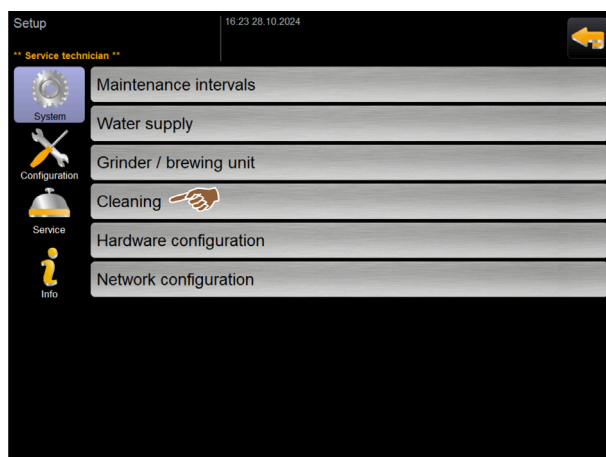 Setup
16:23 28.10.2024
** Service technician **
System
Configuration
Service
Info
Maintenance intervals
Water supply
Grinder / brewing unit
Cleaning
Hardware configuration
Network configuration